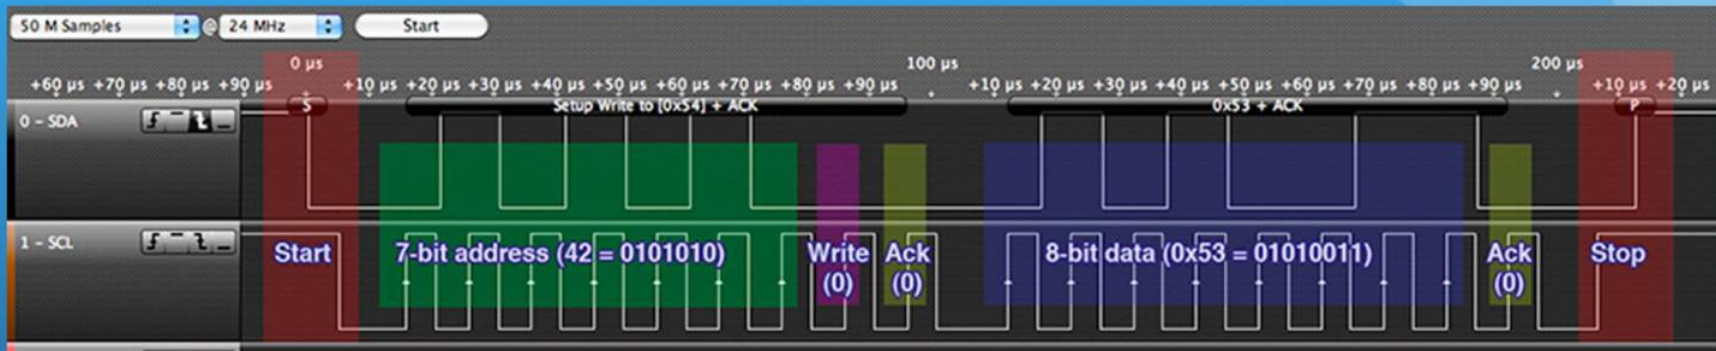 50 M Samples @ 24 MHz Start
0 µs 100 µs 200 µs
+60 µs +70 µs +80 µs +90 µs +10 µs +20 µs +30 µs +40 µs +50 µs +60 µs +70 µs +80 µs +90 µs +10 µs +20 µs +30 µs +40 µs +50 µs +60 µs +70 µs +80 µs +90 µs +10 µs +20 µs
S Setup Write to [0x54] + ACK 0x53 + ACK P
0 - SDA
1 - SCL
Start 7-bit address (42 = 0101010) Write Ack 8-bit data (0x53 = 01010011) Ack Stop
(0) (0) (0)